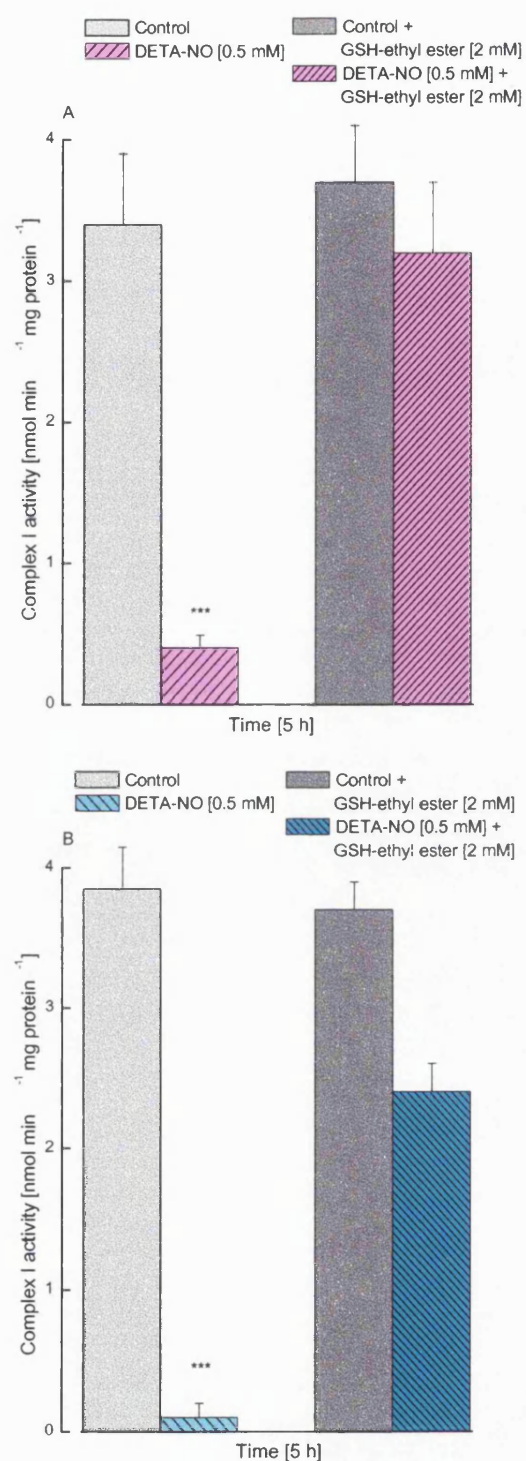 Control
DETA-NO [0.5 mM]
Control +
GSH-ethyl ester [2 mM]
DETA-NO [0.5 mM] +
GSH-ethyl ester [2 mM]
A
Complex I activity [nmol min -1 mg protein -1]
4
3
2
1
0
***
Time [5 h]
Control
DETA-NO [0.5 mM]
Control +
GSH-ethyl ester [2 mM]
DETA-NO [0.5 mM] +
GSH-ethyl ester [2 mM]
B
Complex I activity [nmol min -1 mg protein -1]
4
3
2
1
0
***
Time [5 h]